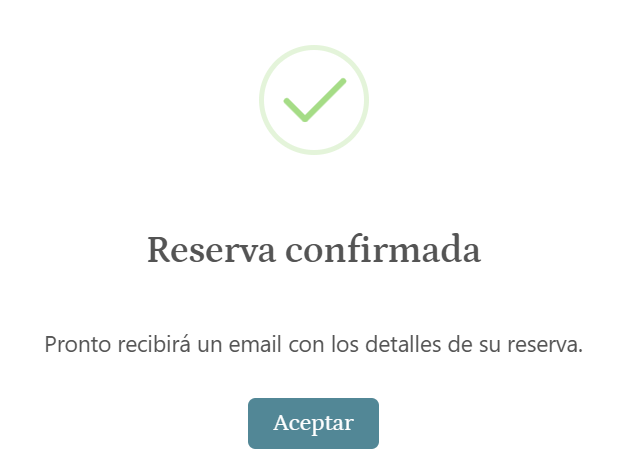 Reserva confirmada
Pronto recibirá un email con los detalles de su reserva.
Aceptar